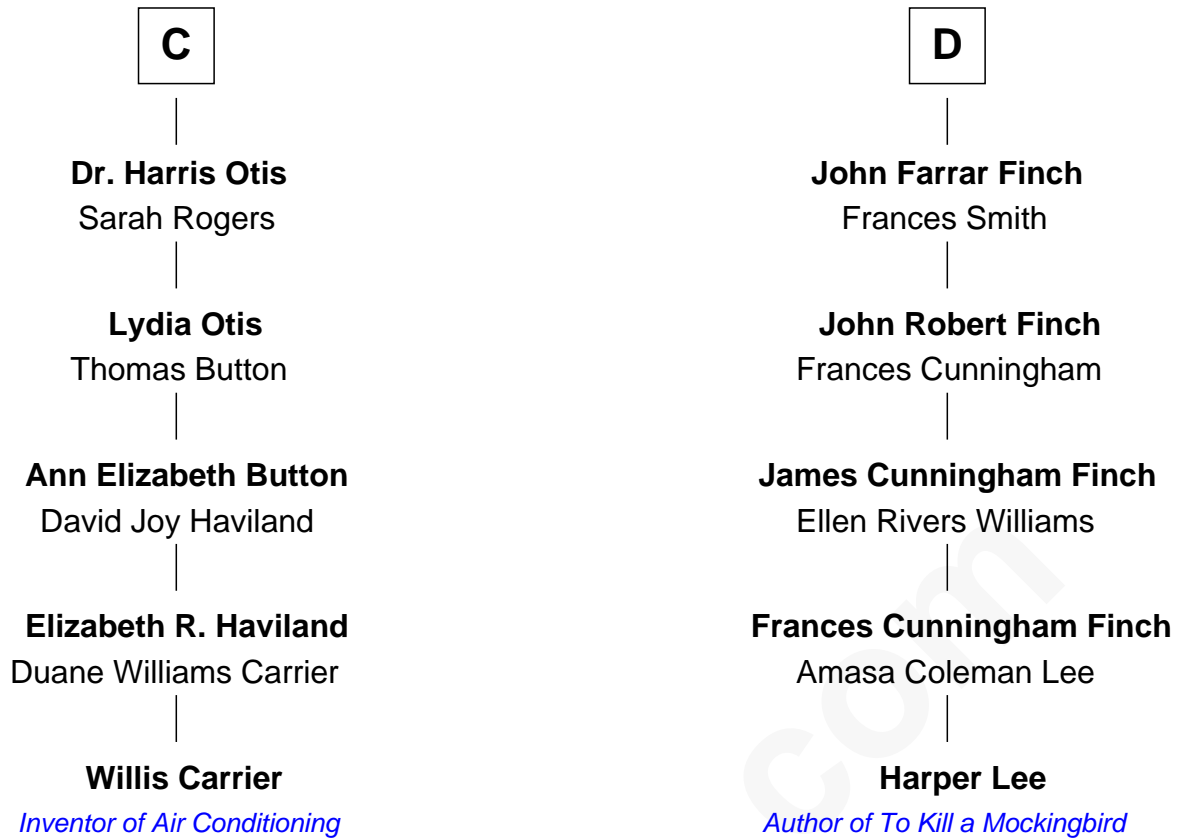 C
Dr. Harris Otis
Sarah Rogers
Lydia Otis
Thomas Button
Ann Elizabeth Button
David Joy Haviland
Elizabeth R. Haviland
Duane Williams Carrier
Willis Carrier
Inventor of Air Conditioning
D
John Farrar Finch
Frances Smith
John Robert Finch
Frances Cunningham
James Cunningham Finch
Ellen Rivers Williams
Frances Cunningham Finch
Amasa Coleman Lee
Harper Lee
Author of To Kill a Mockingbird
com